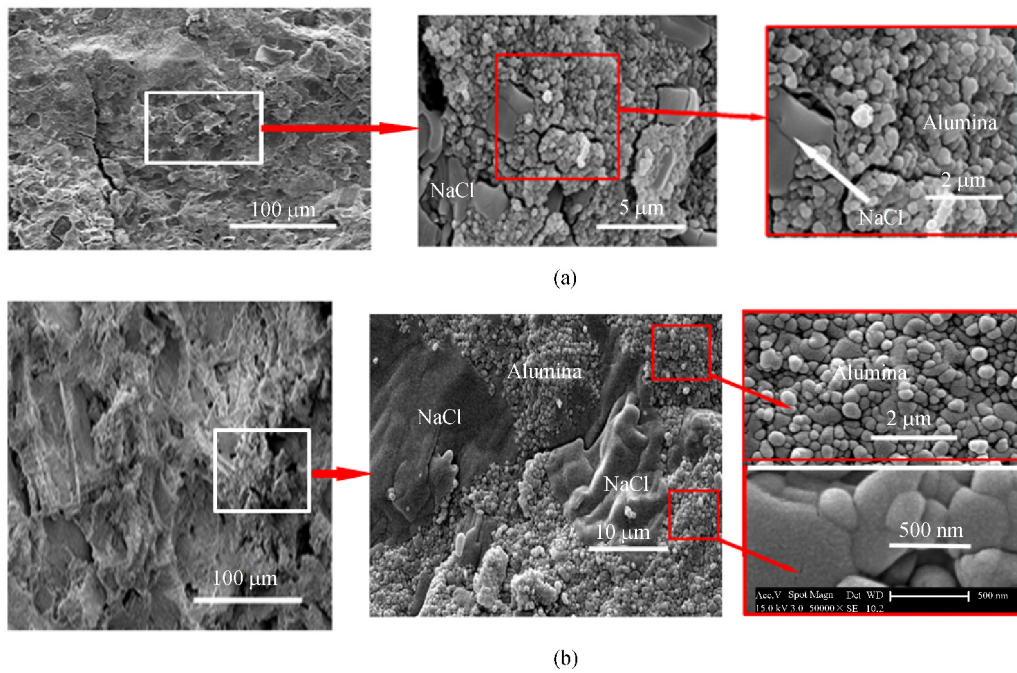 100 μm
NaCl
5 μm
Alumina
2 μm
NaCl
(a)
100 μm
Alumina
NaCl
NaCl
10 μm
Alumina
2 μm
500 nm
Acc.V Spot Magn Det WD
500 nm
15.0 kV 3.0 50000× SE 10.2
(b)